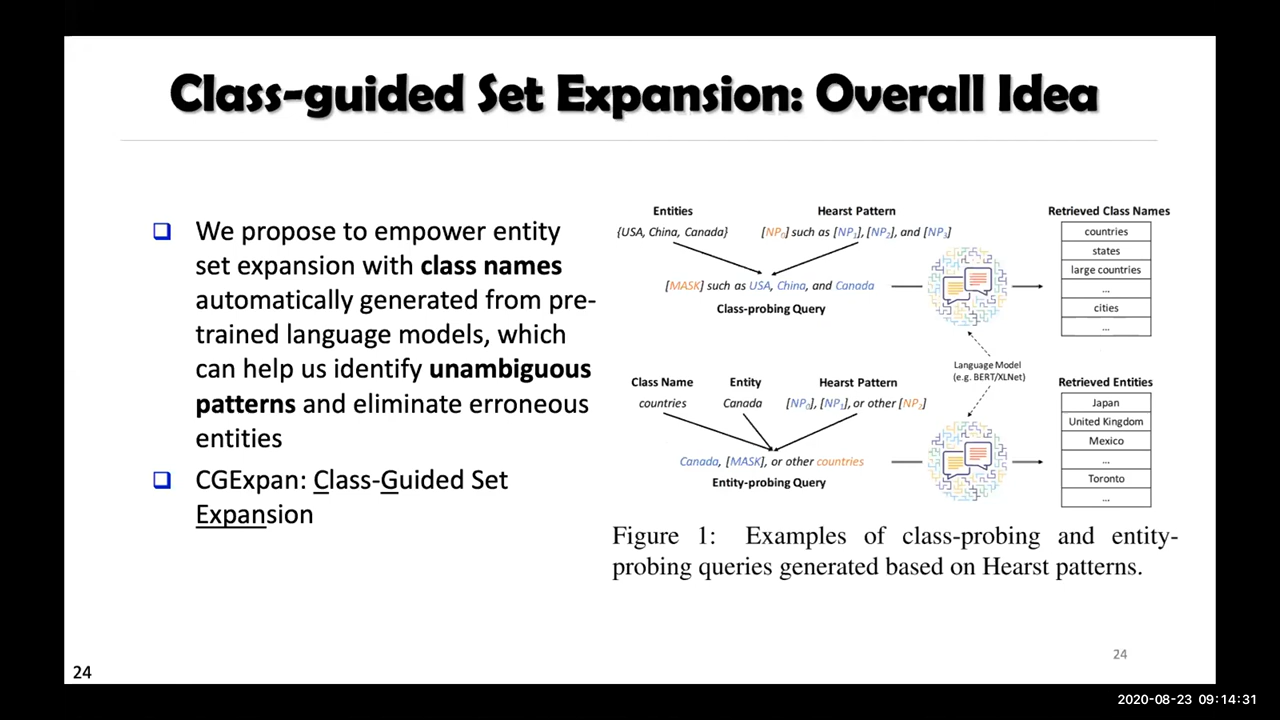 Class-guided Set Expansion: Overall Idea
We propose to empower entity
set expansion with class names
automatically generated from pre-
trained language models, which
can help us identify unambiguous
patterns and eliminate erroneous
entities
CGExpan: Class-Guided Set
Expansion
Entities
Hearst Pattern
Retrieved Class Names
{USA, China, Canada}
[NP0] such as [NP1], [NP2], and [NP3]
countries
states
large countries
...
cities
...
[MASK] such as USA, China, and Canada
Class-probing Query
Language Model
(e.g. BERT/XLNet)
Class Name
Entity
Hearst Pattern
Retrieved Entities
countries
Canada
[NP0], [NP1], or other [NP2]
Japan
United Kingdom
Mexico
...
Toronto
...
Canada, [MASK], or other countries
Entity-probing Query
Figure 1: Examples of class-probing and entity-
probing queries generated based on Hearst patterns.
24
24
2020-08-23 09:14:31